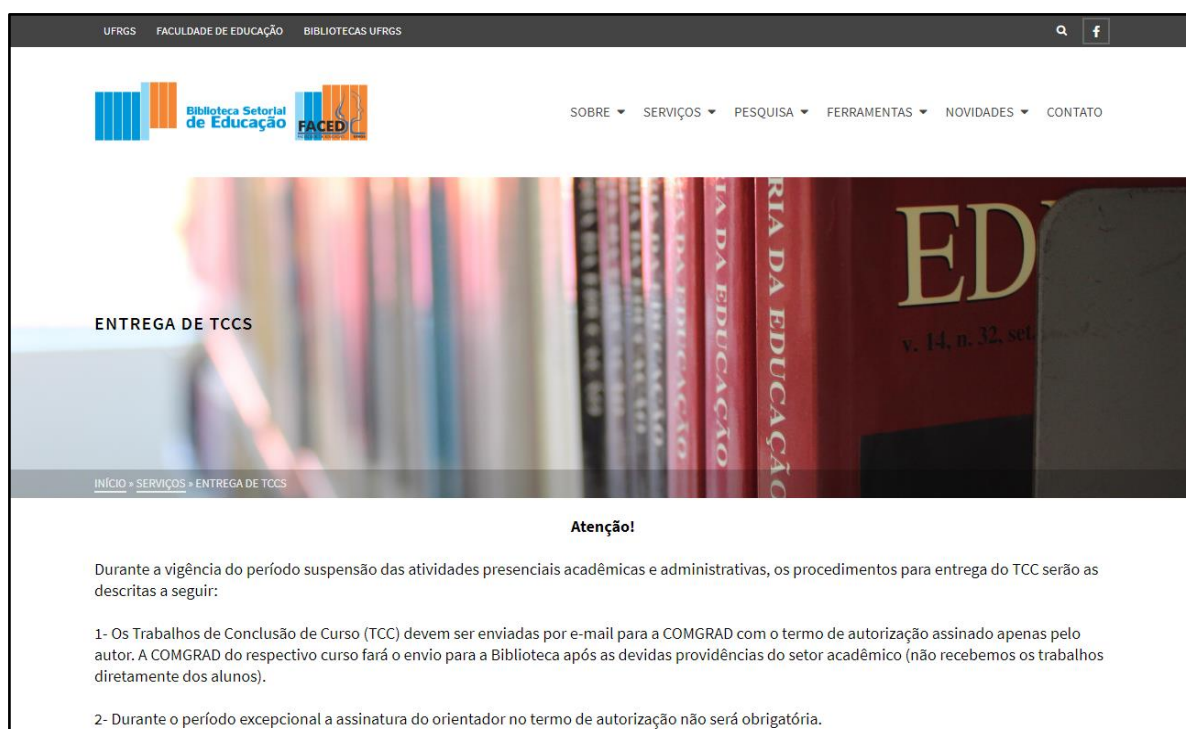 UFRGS FACULDADE DE EDUCAÇÃO BIBLIOTECAS UFRGS
Biblioteca Setorial
de Educação
FACED
SOBRE SERVIÇOS PESQUISA FERRAMENTAS NOVIDADES CONTATO
RIA DA EDUCAÇÃO
IA DA EDUCAÇÃO
A DA EDUCAÇÃO
ED
v. 14, n. 32, set.
ENTREGA DE TCCS
INÍCIO » SERVIÇOS » ENTREGA DE TCCS
Atenção!
Durante a vigência do período suspensão das atividades presenciais acadêmicas e administrativas, os procedimentos para entrega do TCC serão as
descritas a seguir:
1- Os Trabalhos de Conclusão de Curso (TCC) devem ser enviadas por e-mail para a COMGRAD com o termo de autorização assinado apenas pelo
autor. A COMGRAD do respectivo curso fará o envio para a Biblioteca após as devidas providências do setor acadêmico (não recebemos os trabalhos
diretamente dos alunos).
2- Durante o período excepcional a assinatura do orientador no termo de autorização não será obrigatória.